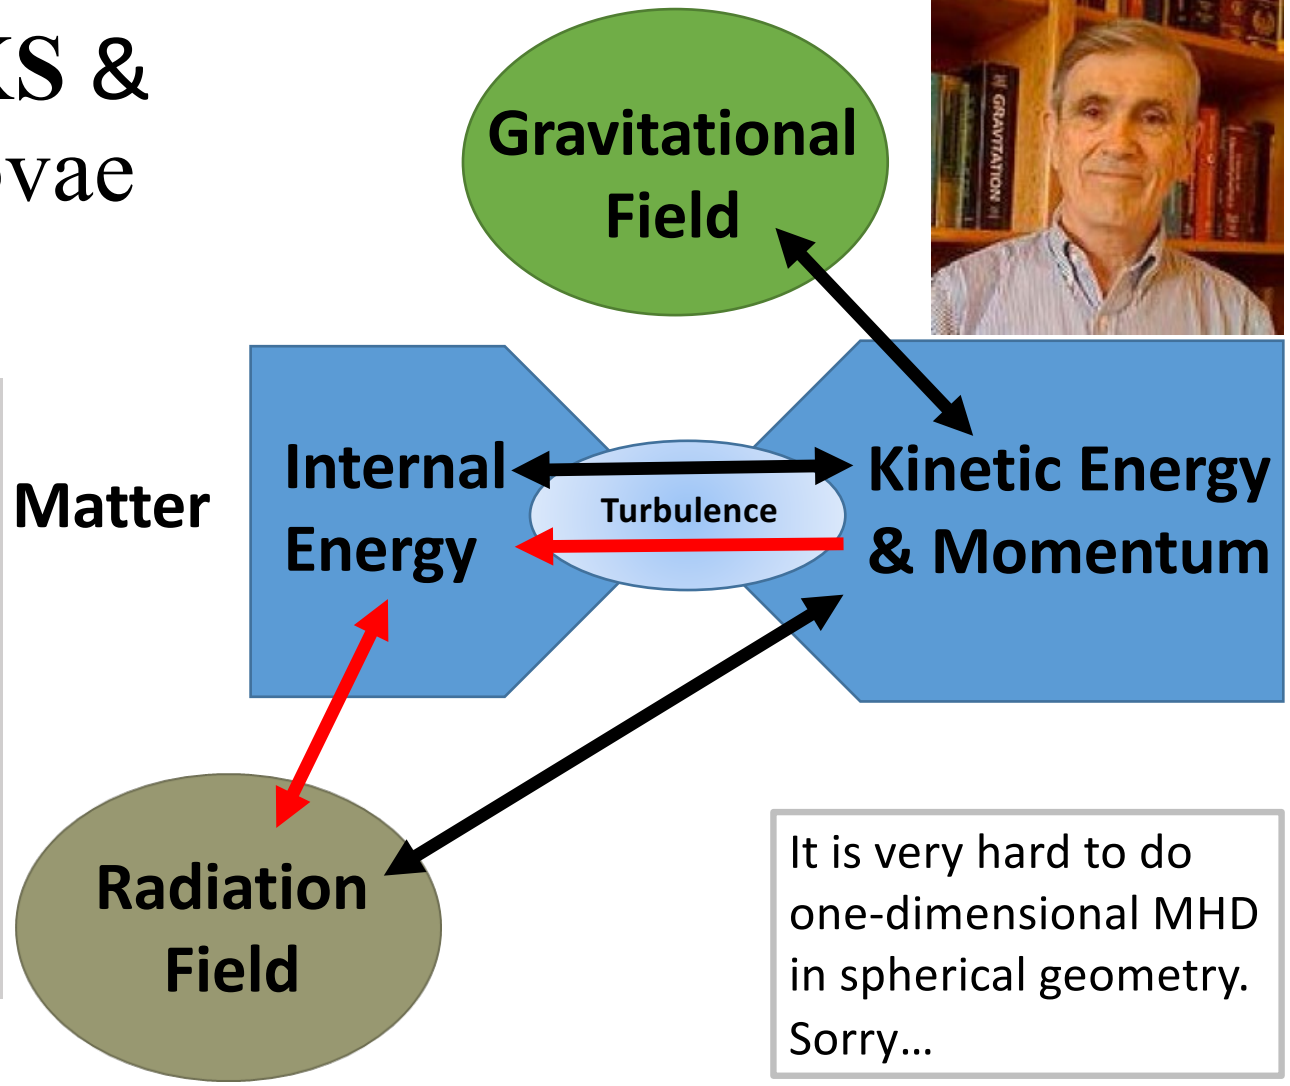 KS &
ovae
Gravitational
Field
GRAVITATION
Matter
Internal
Energy
Turbulence
Kinetic Energy
& Momentum
Radiation
Field
It is very hard to do
one-dimensional MHD
in spherical geometry.
Sorry...